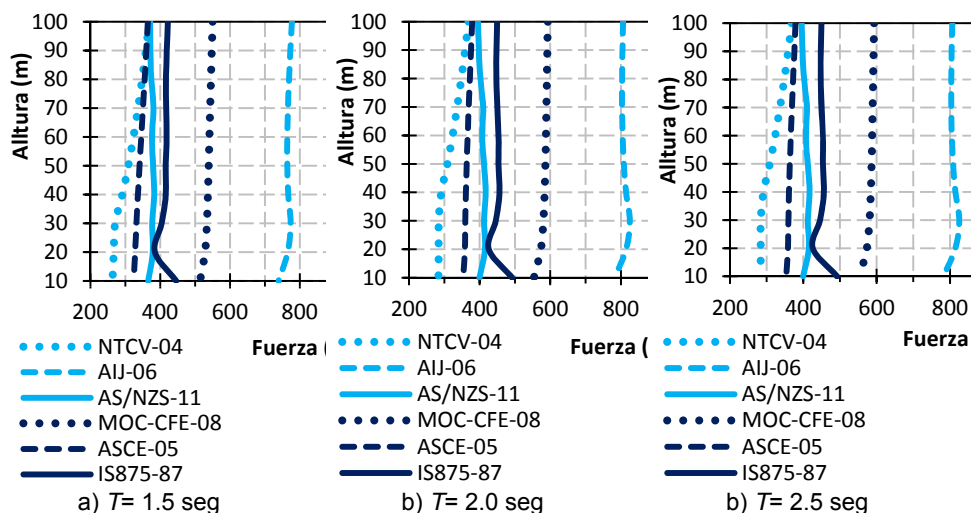 Alltura (m)
100
90
80
70
60
50
40
30
20
10
200 400 600 800
Fuerza (
NTCV-04
AIJ-06
AS/NZS-11
MOC-CFE-08
ASCE-05
IS875-87
a) T= 1.5 seg
Alltura (m)
100
90
80
70
60
50
40
30
20
10
200 400 600 800
Fuerza (
NTCV-04
AIJ-06
AS/NZS-11
MOC-CFE-08
ASCE-05
IS875-87
b) T= 2.0 seg
Alltura (m)
100
90
80
70
60
50
40
30
20
10
200 400 600 800
Fuerza
NTCV-04
AIJ-06
AS/NZS-11
MOC-CFE-08
ASCE-05
IS875-87
b) T= 2.5 seg